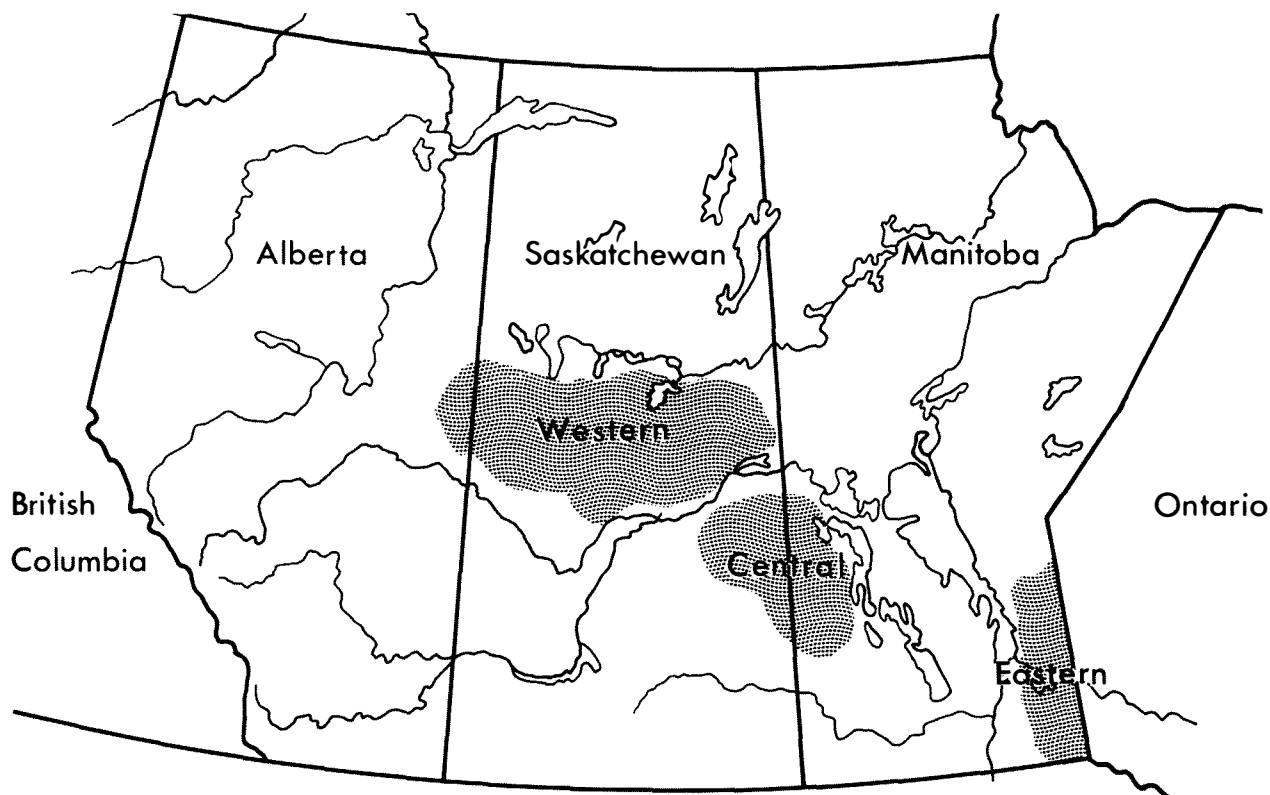 Alberta
Saskatchewan
Manitoba
Western
British
Columbia
Ontario
Central
Eastern